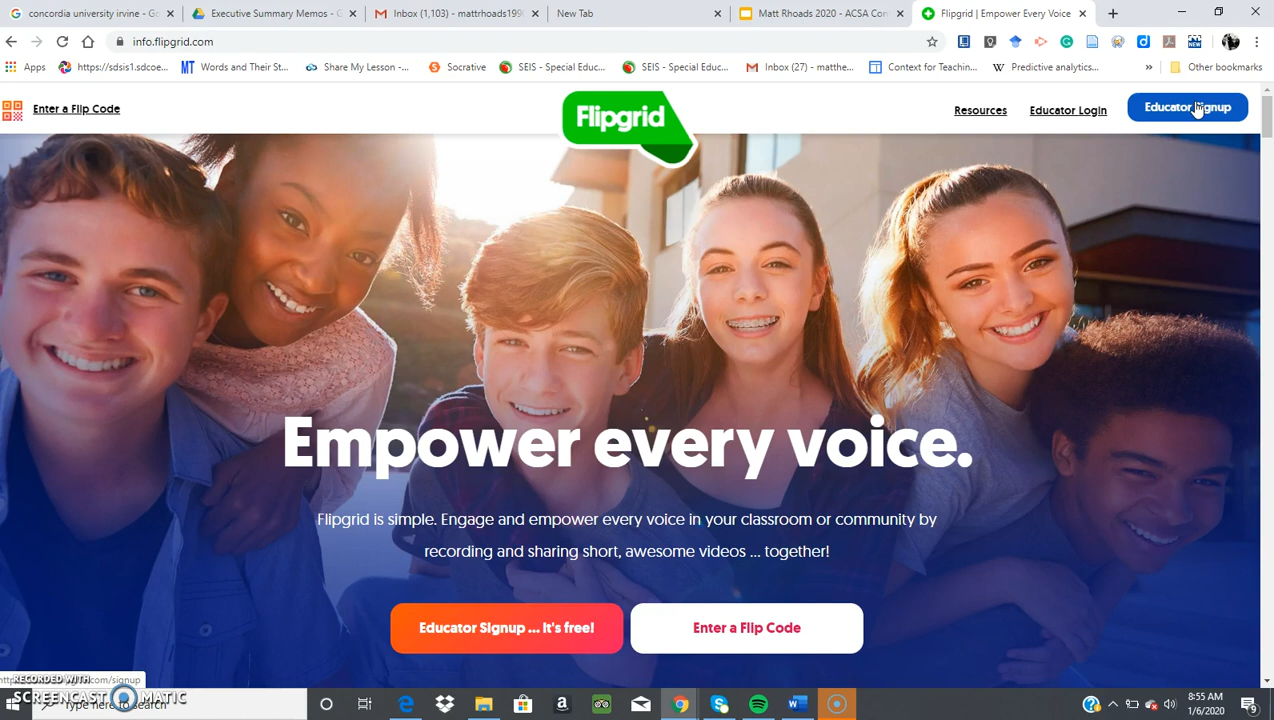 concordia university irvine - Go
Executive Summary Memos - G
Inbox (1,103) - mattrhoads199
New Tab
Matt Rhoads 2020 - ACSA Con
Flipgrid | Empower Every Voice
info.flipgrid.com
Apps
https://sdsis1.sdcoe...
MT Words and Their St...
Share My Lesson -...
Socrative
SEIS - Special Educ...
SEIS - Special Educ...
Inbox (27) - matthe...
Context for Teachin...
W Predictive analytics...
»
Other bookmarks
Enter a Flip Code
Flipgrid
Resources
Educator Login
Educator Signup
Empower every voice.
Flipgrid is simple. Engage and empower every voice in your classroom or community by
recording and sharing short, awesome videos ... together!
Educator Signup ... it's free!
Enter a Flip Code
RECORDED WITH
SCREENCAST MATIC
Type here to search
8:55 AM
1/6/2020